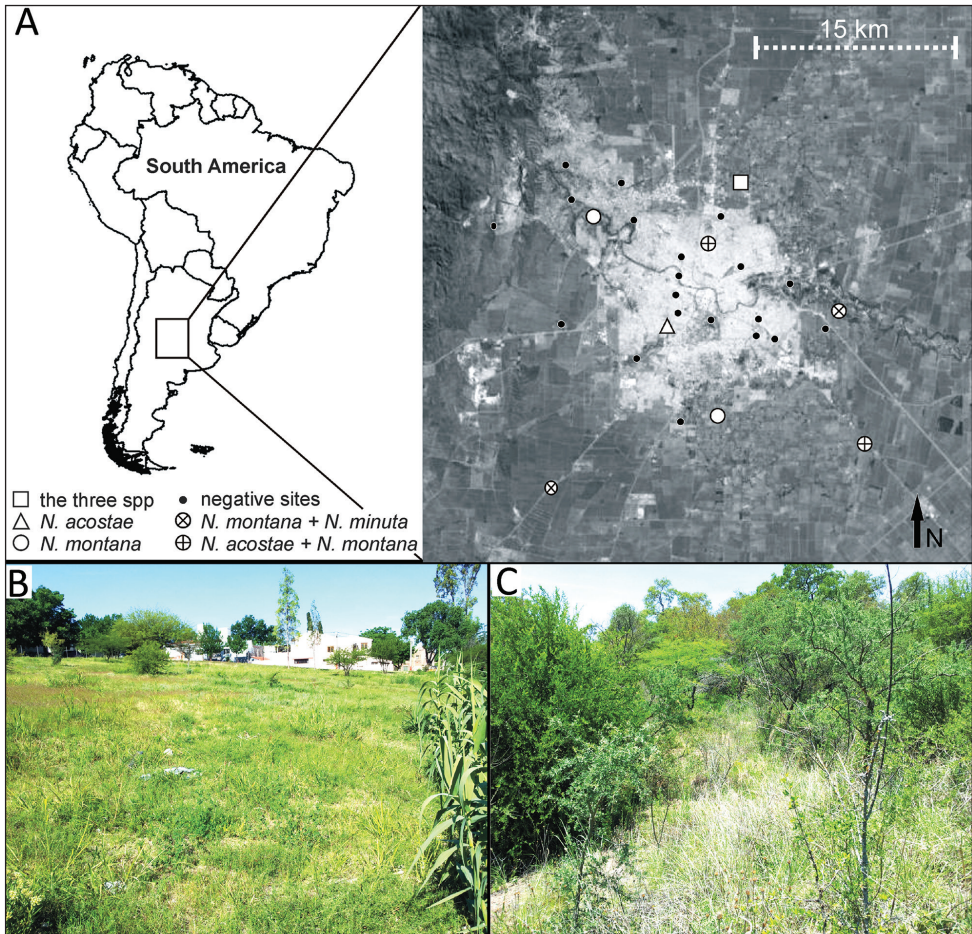 A
15 km
South America
the three spp
negative sites
N. acostae
N. montana + N. minuta
N. montana
N. acostae + N. montana
N
B
C